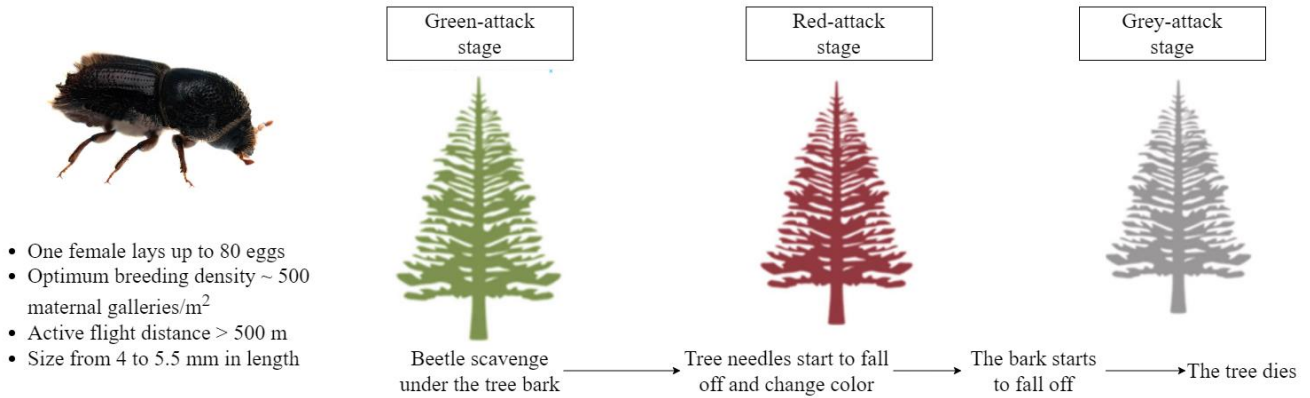 Green-attack
stage
Red-attack
stage
Grey-attack
stage
• One female lays up to 80 eggs
• Optimum breeding density ~ 500
maternal galleries/m²
• Active flight distance > 500 m
• Size from 4 to 5.5 mm in length
Beetle scavenge
under the tree bark
Tree needles start to fall
off and change color
The bark starts
to fall off
The tree dies